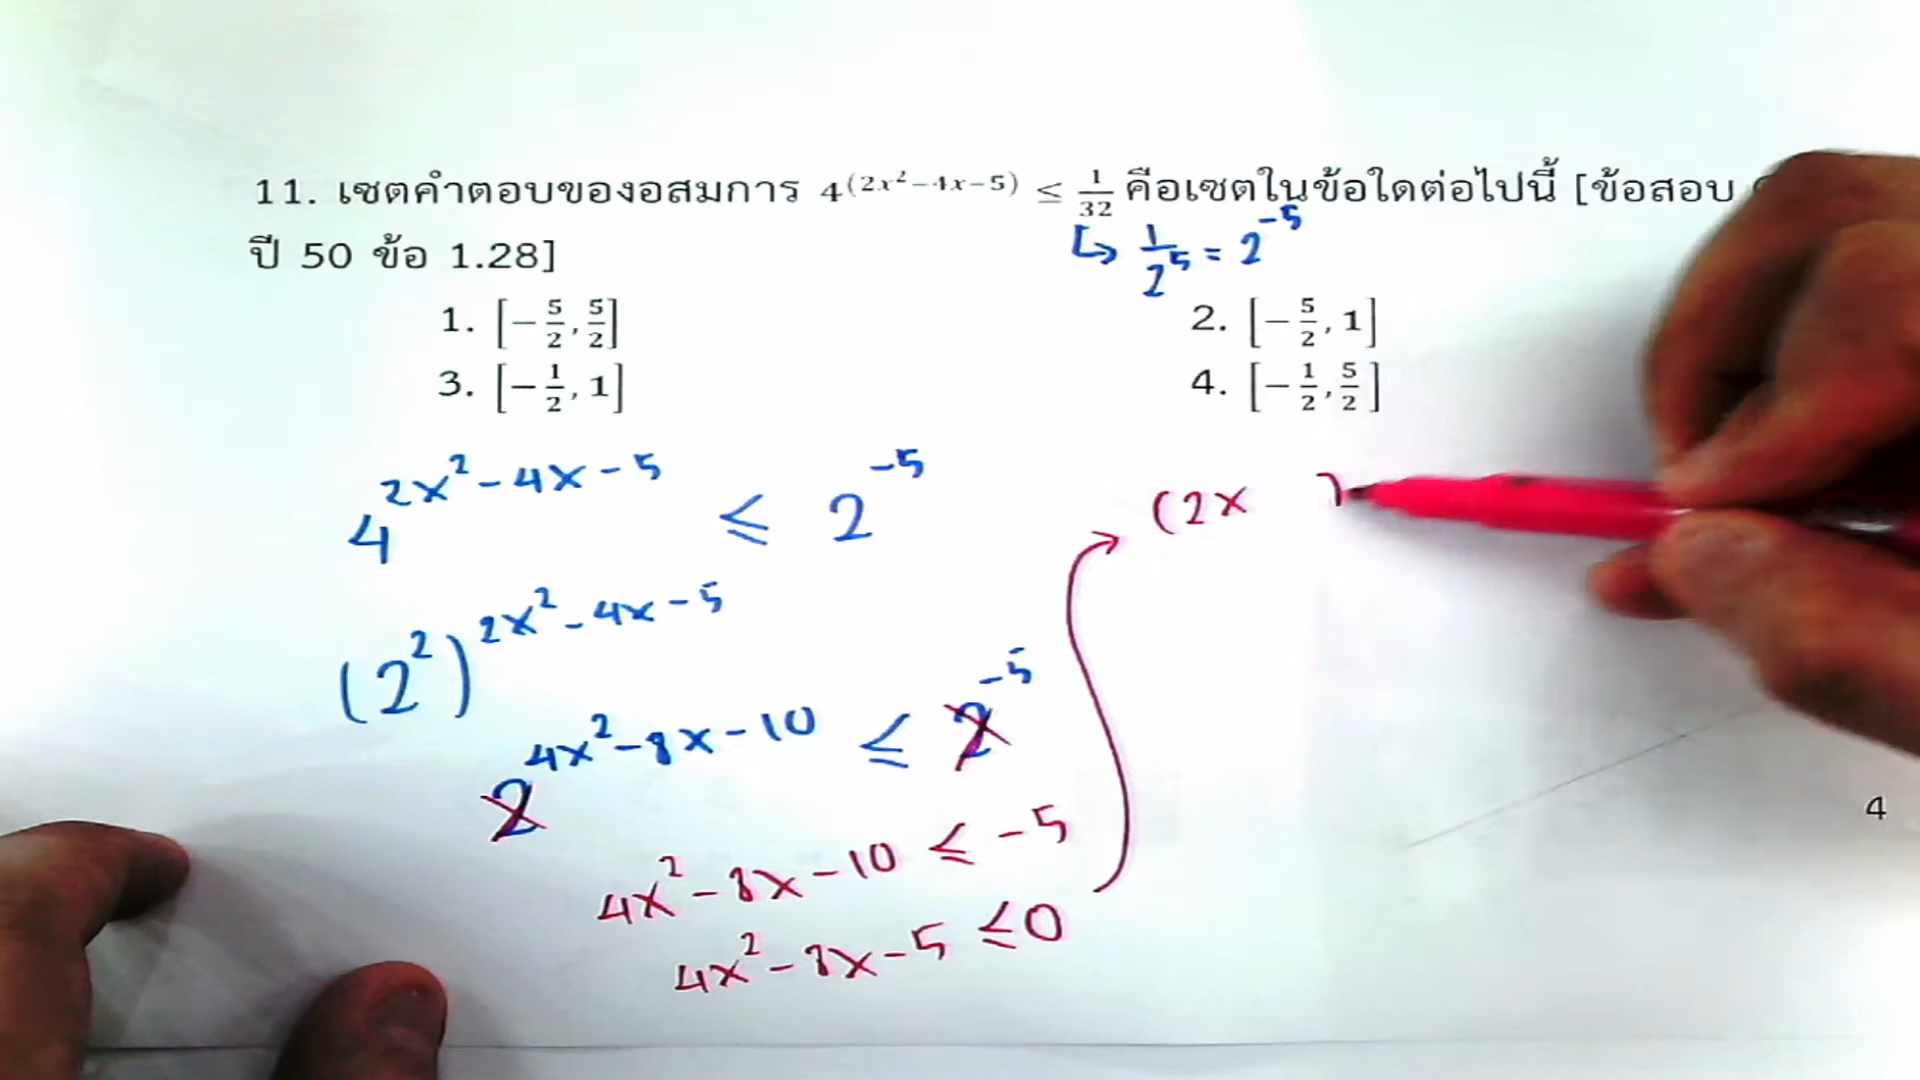 11. เซตคำตอบของอสมการ 4^(2x²−4x−5) ≤ 1/32 คือเซตในข้อใดต่อไปนี้ [ข้อสอบ
ปี 50 ข้อ 1.28]
↳ 1/2⁵ = 2⁻⁵
1. [−5/2, 5/2]
2. [−5/2, 1]
3. [−1/2, 1]
4. [−1/2, 5/2]
4^(2x²−4x−5) ≤ 2⁻⁵
(2²)^(2x²−4x−5)
2^(4x²−8x−10) ≤ 2⁻⁵
4x²−8x−10 ≤ −5
4x²−8x−5 ≤ 0
(2x )
4